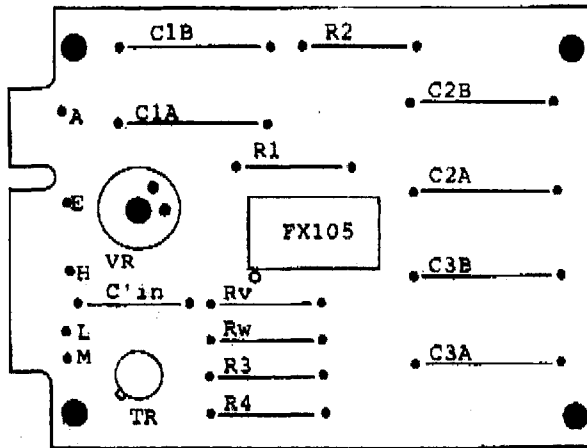 C1B R2
C2B
A C1A
R1
C2A
E
FX105
VR
H C3B
C'in Rv
L Rw
M C3A
R3
TR R4